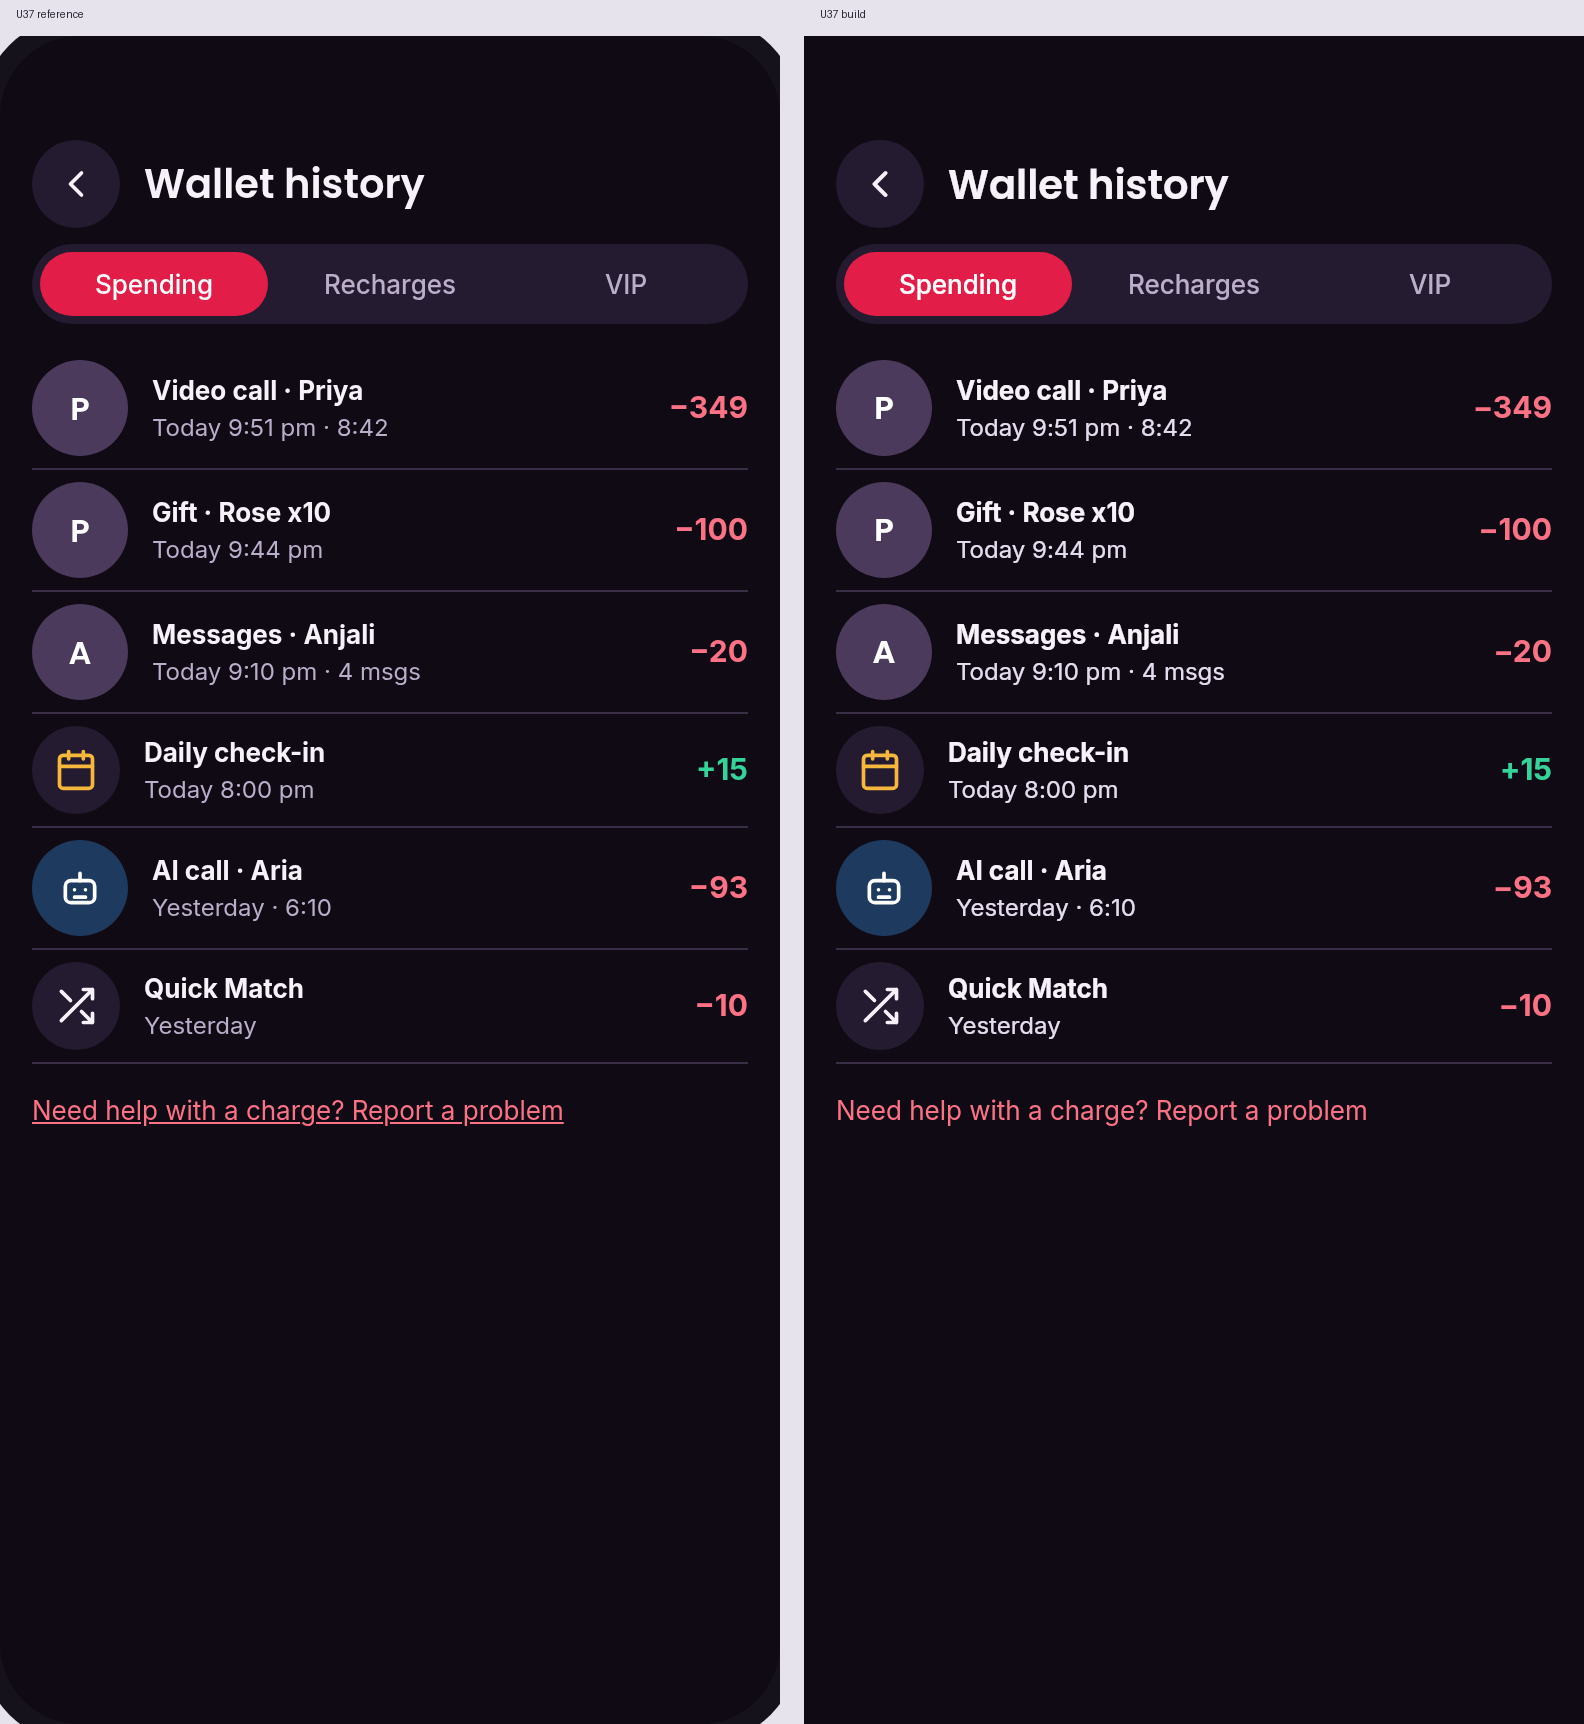 U37 reference
Wallet history
Spending Recharges VIP
P
Video call · Priya
Today 9:51 pm · 8:42
−349
P
Gift · Rose x10
Today 9:44 pm
−100
A
Messages · Anjali
Today 9:10 pm · 4 msgs
−20
Daily check-in
Today 8:00 pm
+15
AI call · Aria
Yesterday · 6:10
−93
Quick Match
Yesterday
−10
Need help with a charge? Report a problem
U37 build
Wallet history
Spending Recharges VIP
P
Video call · Priya
Today 9:51 pm · 8:42
−349
P
Gift · Rose x10
Today 9:44 pm
−100
A
Messages · Anjali
Today 9:10 pm · 4 msgs
−20
Daily check-in
Today 8:00 pm
+15
AI call · Aria
Yesterday · 6:10
−93
Quick Match
Yesterday
−10
Need help with a charge? Report a problem